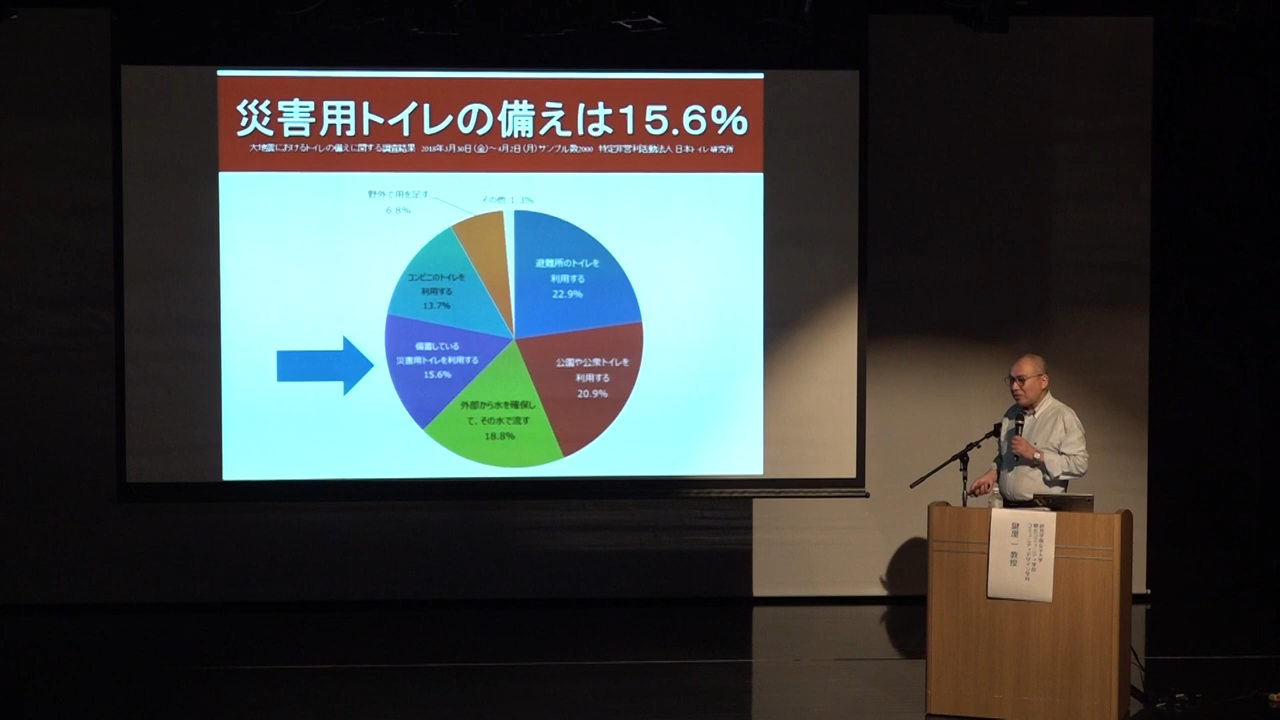 災害用トイレの備えは15.6%
大地震におけるトイレの備えに関する調査結果 2018年3月30日(金)～4月2日(月)サンプル数2000 特定非営利活動法人 日本トイレ研究所
野外で用を足す
6.8%
その他 1.3%
避難所のトイレを
利用する
22.9%
公園や公衆トイレを
利用する
20.9%
外部から水を確保し
て、その水で流す
18.8%
備蓄している
災害用トイレを利用する
15.6%
コンビニのトイレを
利用する
13.7%
鍵屋 一 教授